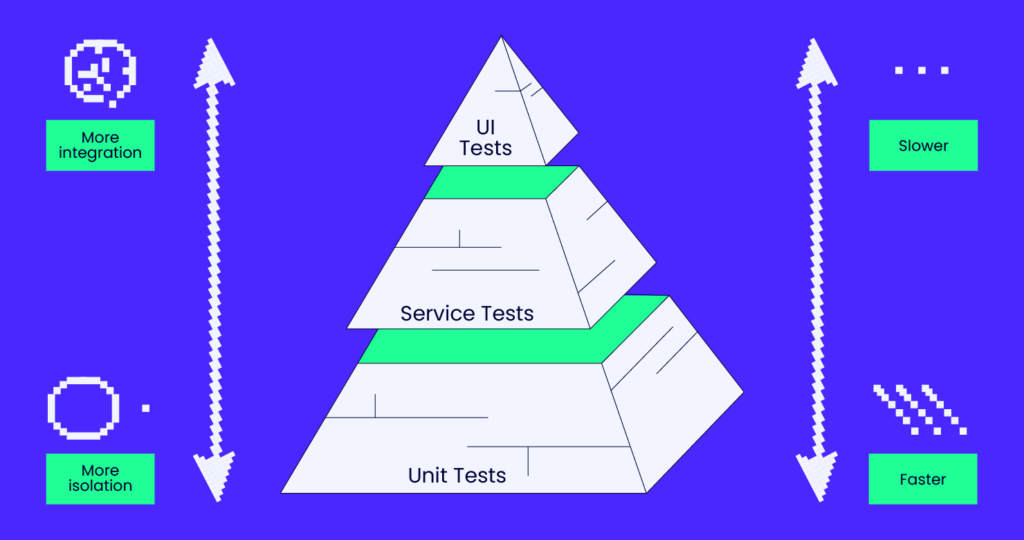 More
integration
Slower
UI
Tests
Service Tests
More
isolation
Unit Tests
Faster